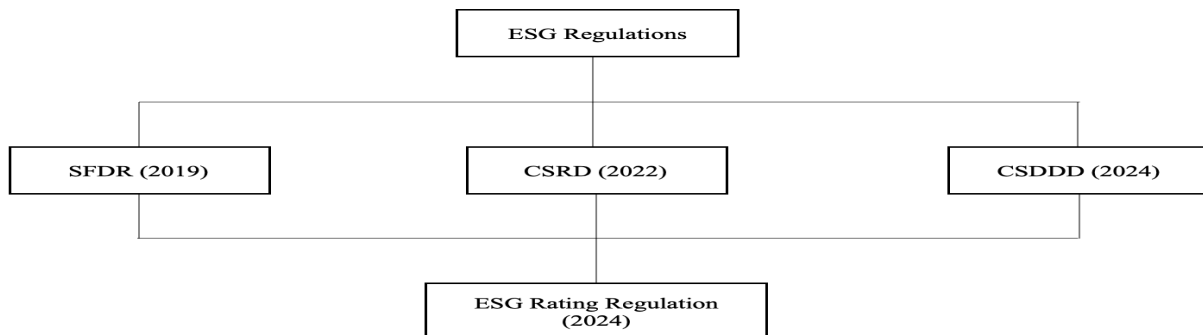 ESG Regulations
SFDR (2019)
CSRD (2022)
CSDDD (2024)
ESG Rating Regulation
(2024)